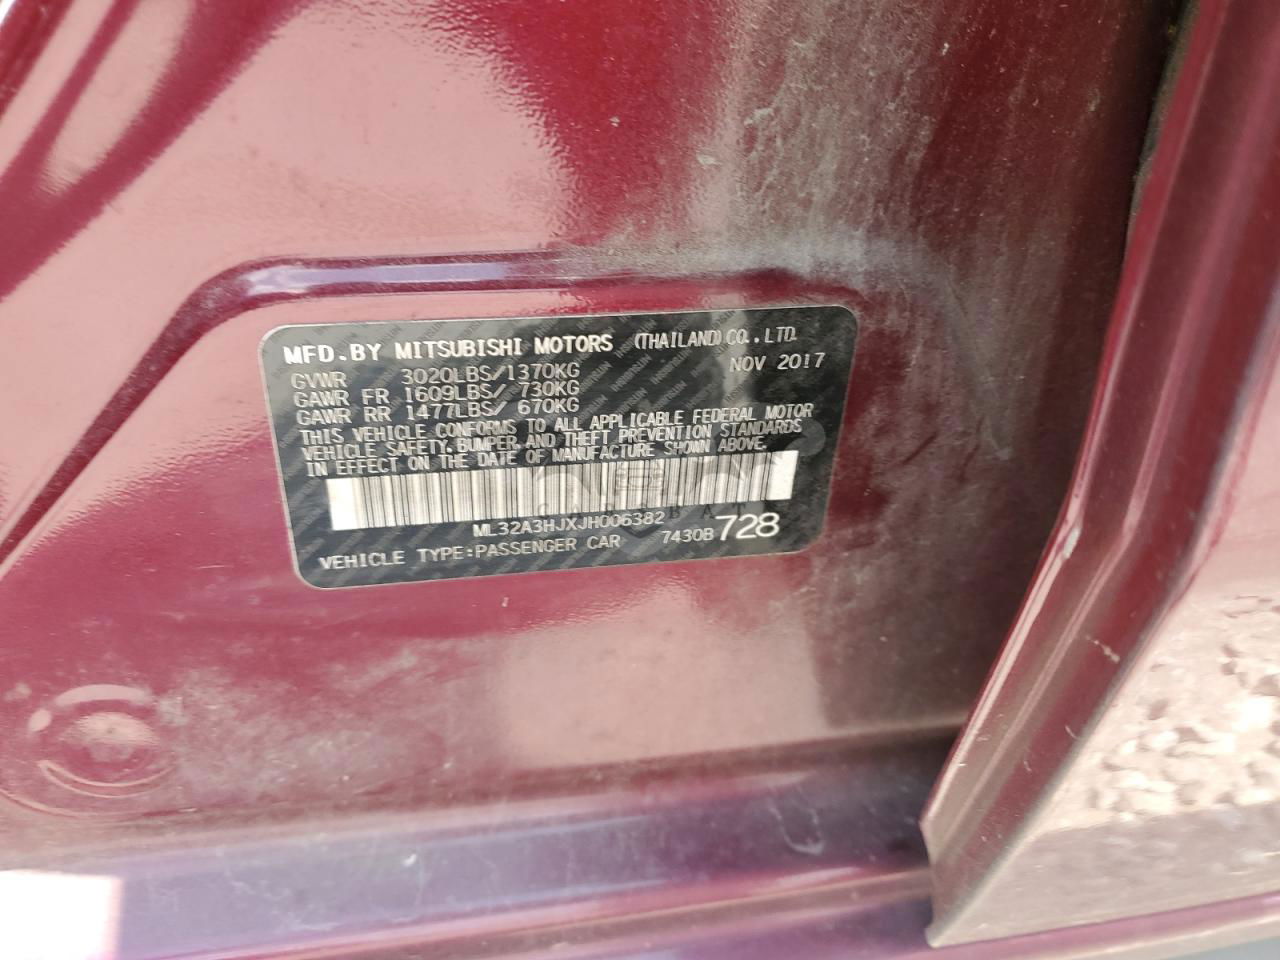 MFD. BY MITSUBISHI MOTORS (THAILAND) CO., LTD.
NOV 2017
GVWR 3020LBS/1370KG
GAWR FR 1609LBS/ 730KG
GAWR RR 1477LBS/ 670KG
THIS VEHICLE CONFORMS TO ALL APPLICABLE FEDERAL MOTOR
VEHICLE SAFETY, BUMPER, AND THEFT PREVENTION STANDARDS
IN EFFECT ON THE DATE OF MANUFACTURE SHOWN ABOVE.
ML32A3HJXJH006382
VEHICLE TYPE:PASSENGER CAR 7430B 728